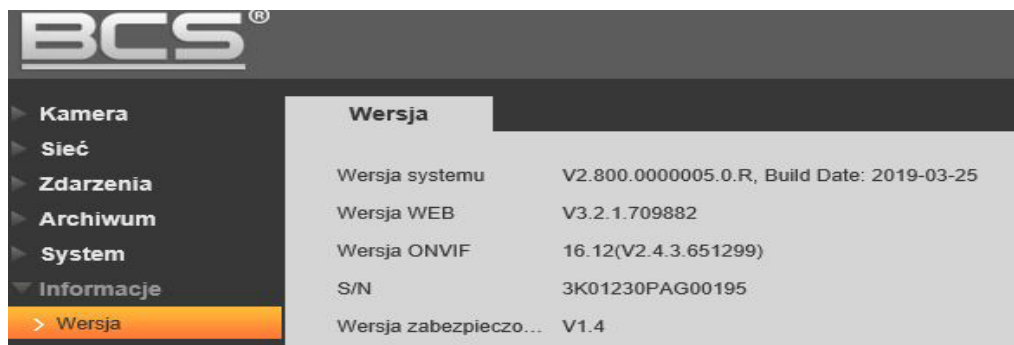 BCS®
Kamera
Sieć
Zdarzenia
Archiwum
System
Informacje
> Wersja
Wersja
Wersja systemu V2.800.0000005.0.R, Build Date: 2019-03-25
Wersja WEB V3.2.1.709882
Wersja ONVIF 16.12(V2.4.3.651299)
S/N 3K01230PAG00195
Wersja zabezpieczo... V1.4